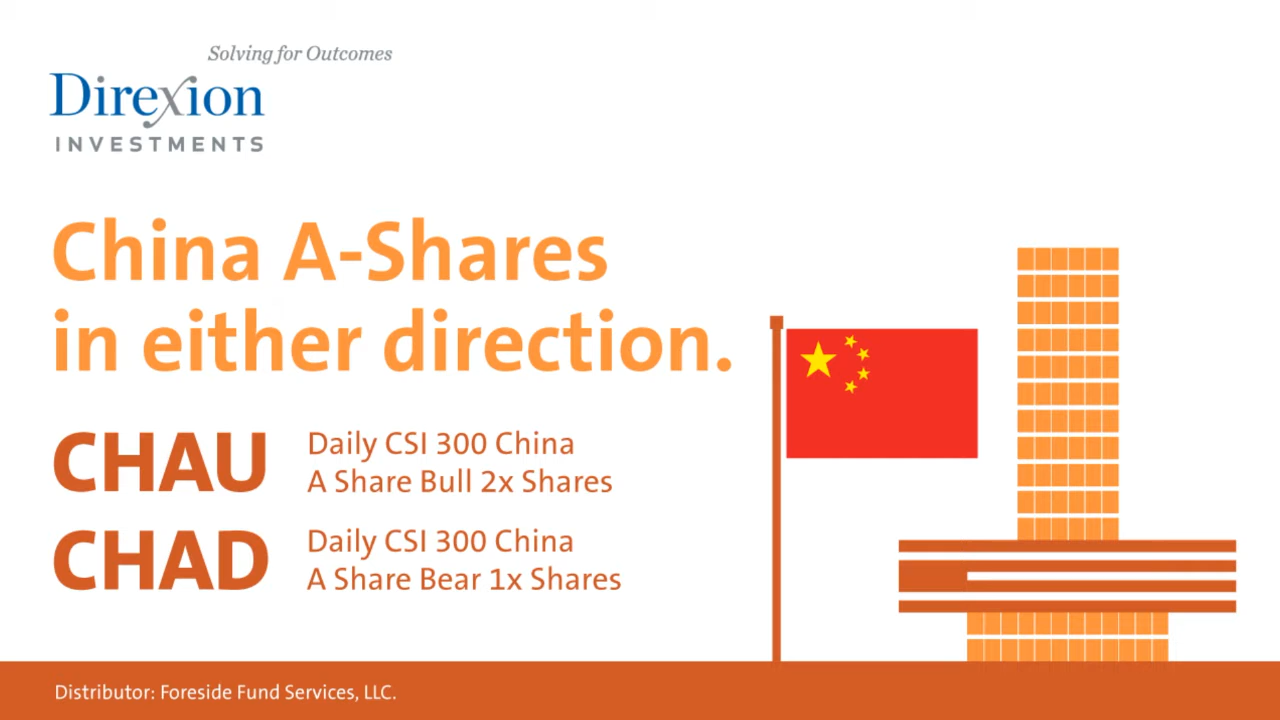 Solving for Outcomes
Direxion
INVESTMENTS
China A-Shares
in either direction.
CHAU
Daily CSI 300 China
A Share Bull 2x Shares
CHAD
Daily CSI 300 China
A Share Bear 1x Shares
Distributor: Foreside Fund Services, LLC.